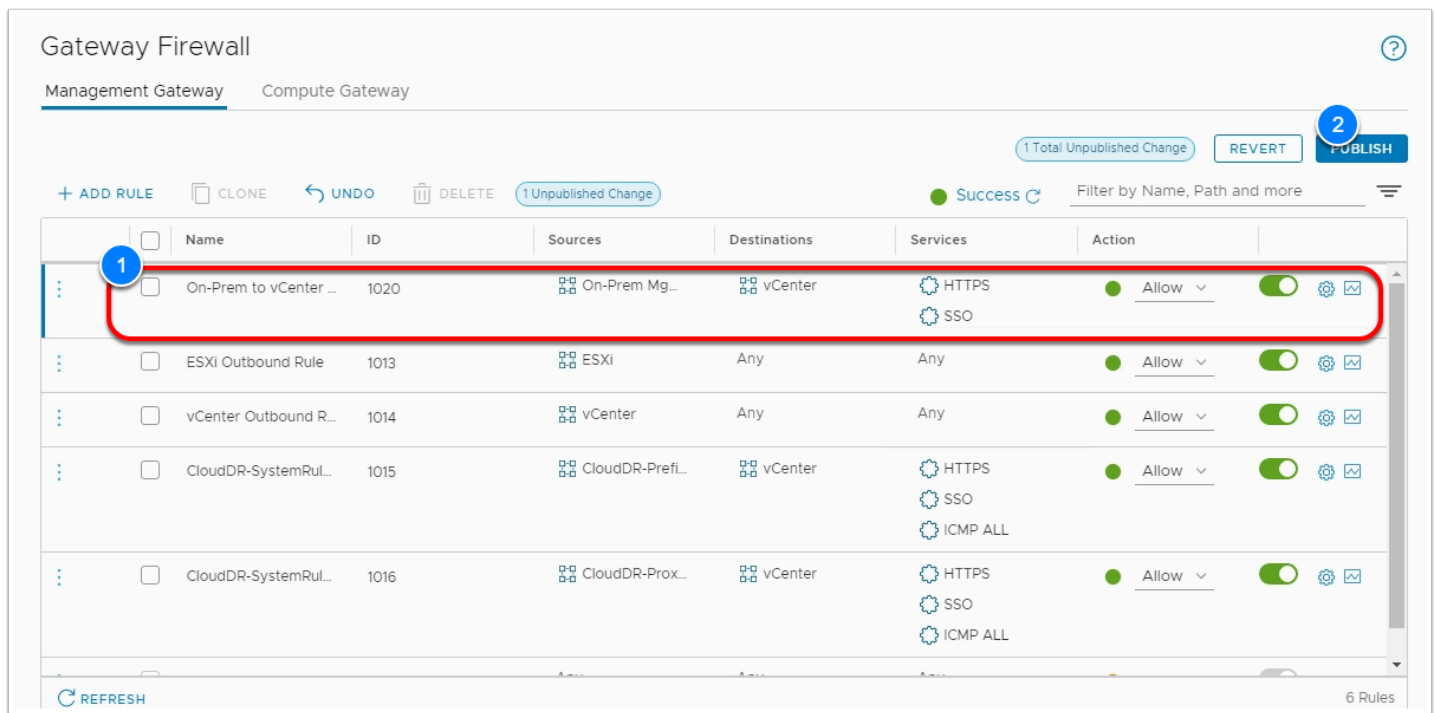 Gateway Firewall
?
Management Gateway Compute Gateway
2
1 Total Unpublished Change REVERT PUBLISH
+ ADD RULE CLONE UNDO DELETE 1 Unpublished Change Success Filter by Name, Path and more
Name ID Sources Destinations Services Action
1
On-Prem to vCenter ... 1020 On-Prem Mg... vCenter HTTPS Allow
SSO
ESXi Outbound Rule 1013 ESXi Any Any Allow
vCenter Outbound R... 1014 vCenter Any Any Allow
CloudDR-SystemRul... 1015 CloudDR-Prefi... vCenter HTTPS Allow
SSO
ICMP ALL
CloudDR-SystemRul... 1016 CloudDR-Prox... vCenter HTTPS Allow
SSO
ICMP ALL
REFRESH 6 Rules